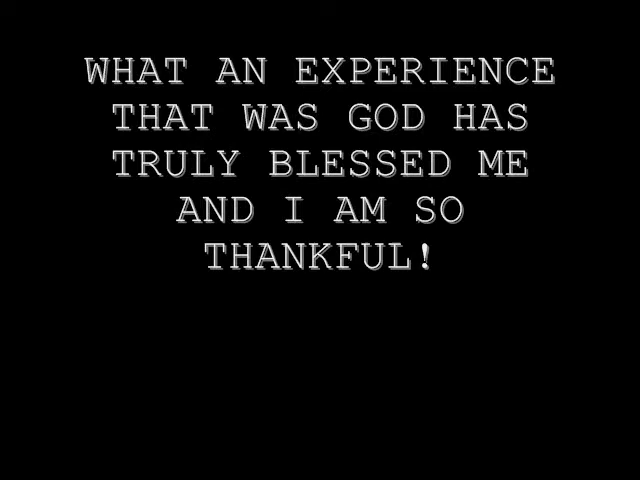 WHAT AN EXPERIENCE
THAT WAS GOD HAS
TRULY BLESSED ME
AND I AM SO
THANKFUL!